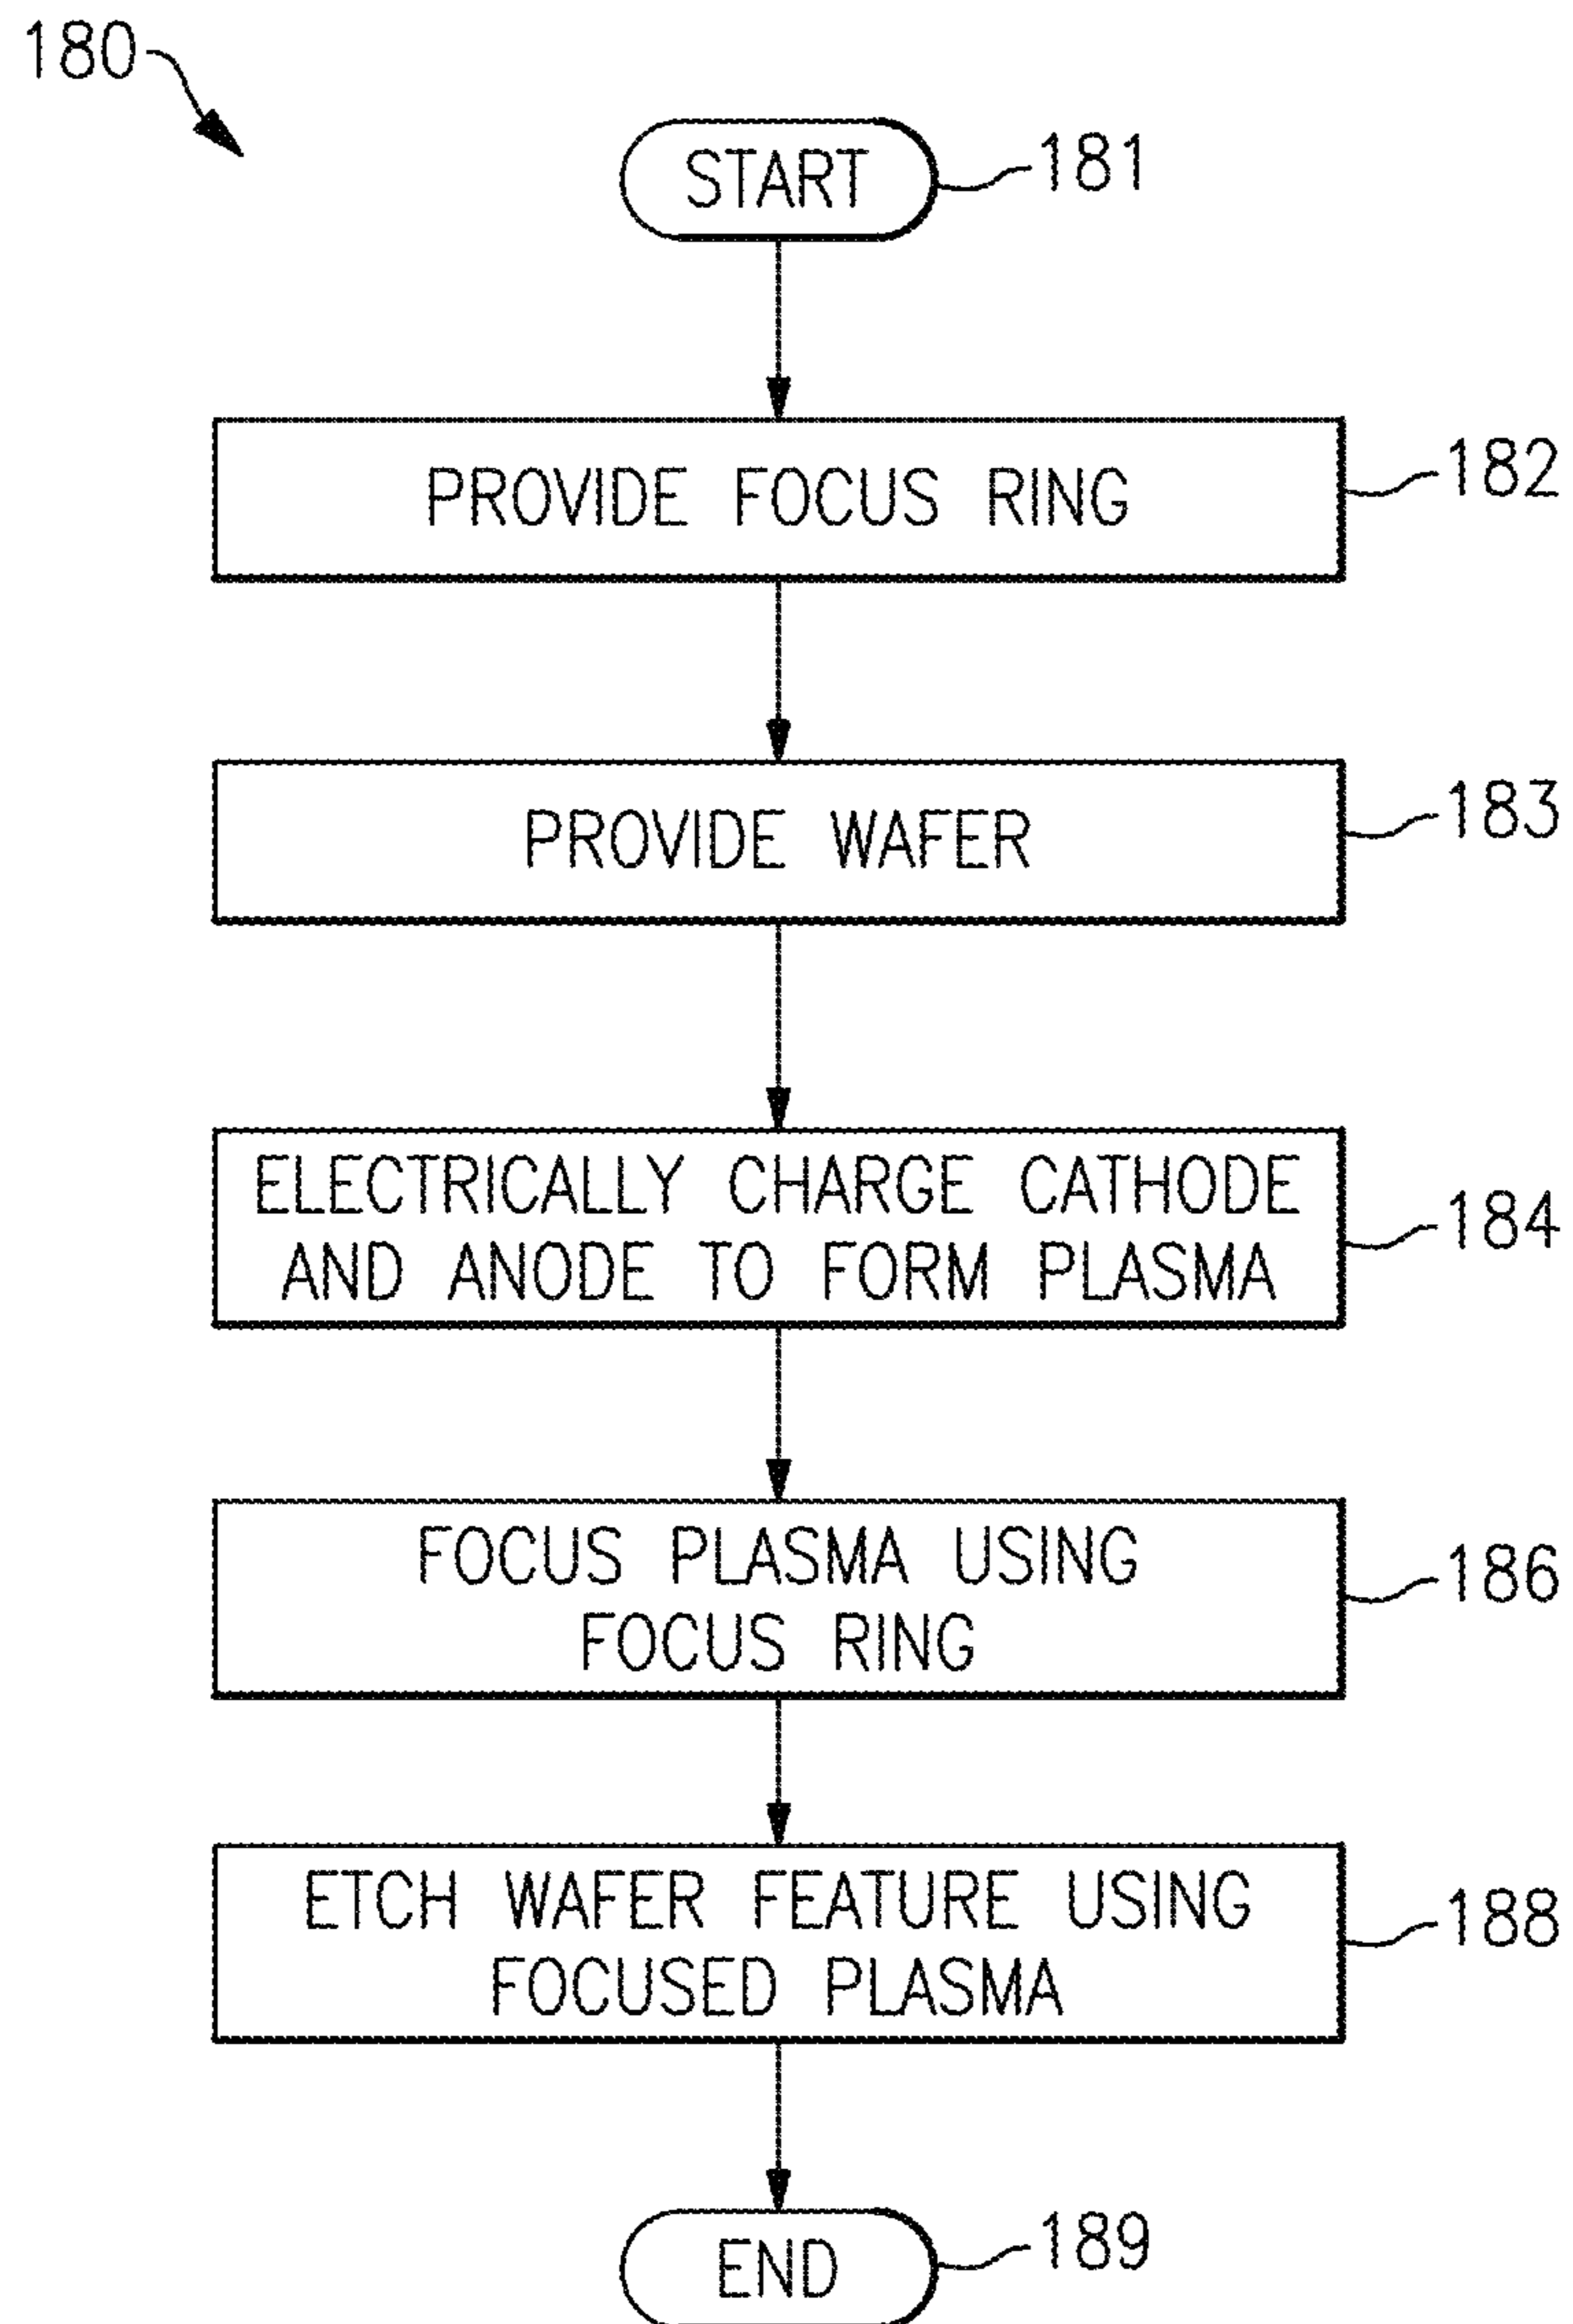 180
START
181
PROVIDE FOCUS RING
182
PROVIDE WAFER
183
ELECTRICALLY CHARGE CATHODE
AND ANODE TO FORM PLASMA
184
FOCUS PLASMA USING
FOCUS RING
186
ETCH WAFER FEATURE USING
FOCUSED PLASMA
188
END
189